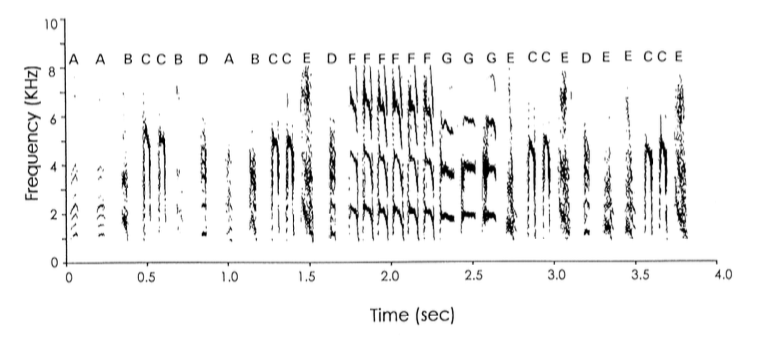 10
A A B C C B D A B C C E D F F F F F F G G G E C C E D E E C C E
8
6
4
2
0
Frequency (KHz)
0 0.5 1.0 1.5 2.0 2.5 3.0 3.5 4.0
Time (sec)